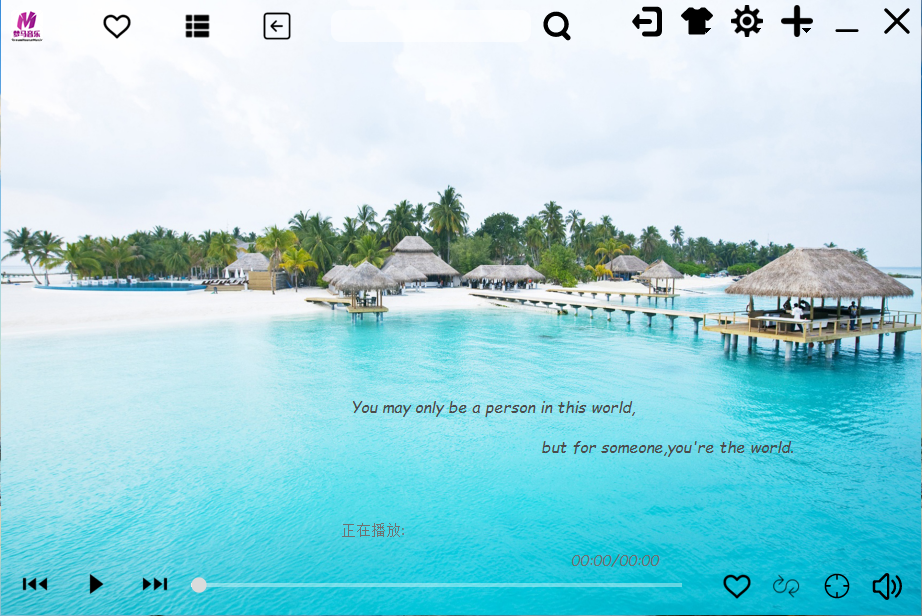 梦马音乐
You may only be a person in this world,
but for someone,you're the world.
正在播放:
00:00/00:00